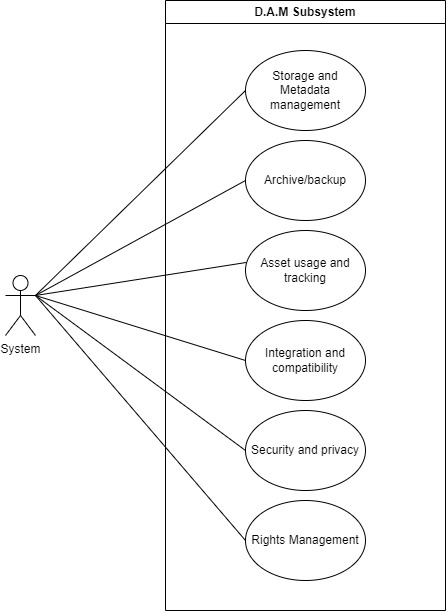 D.A.M Subsystem
Storage and
Metadata
management
Archive/backup
Asset usage and
tracking
System
Integration and
compatibility
Security and privacy
Rights Management